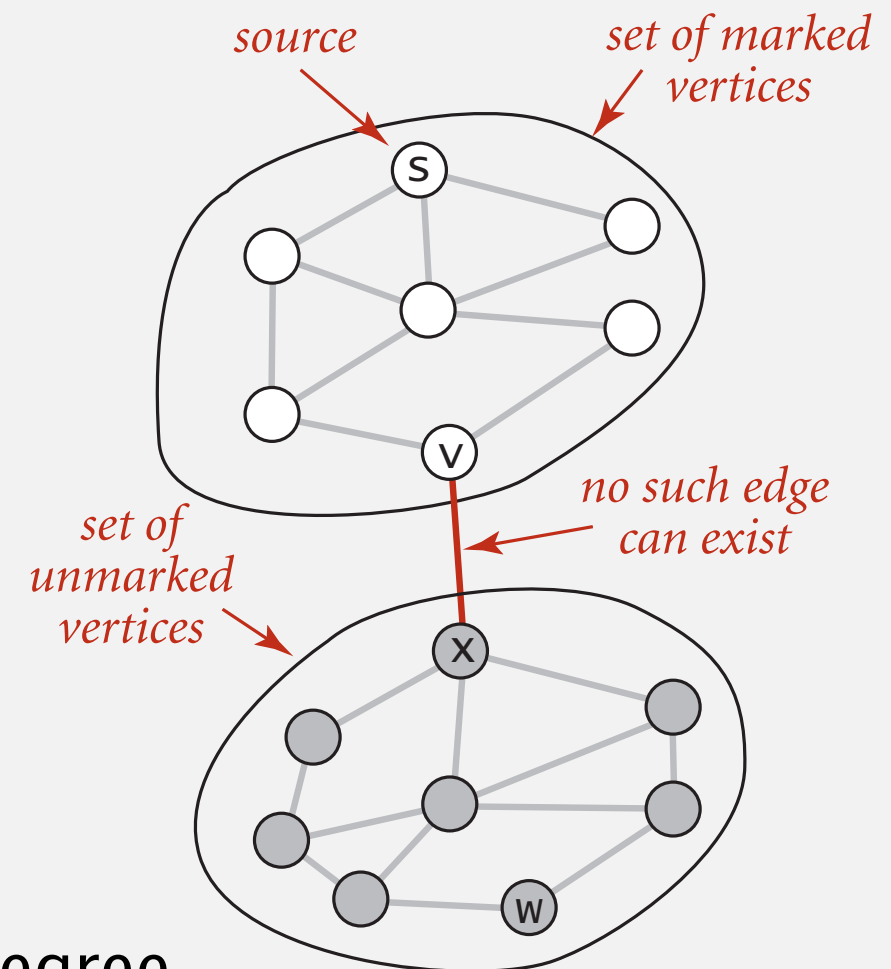 source
set of marked
vertices
S
v
no such edge
can exist
set of
unmarked
vertices
x
w